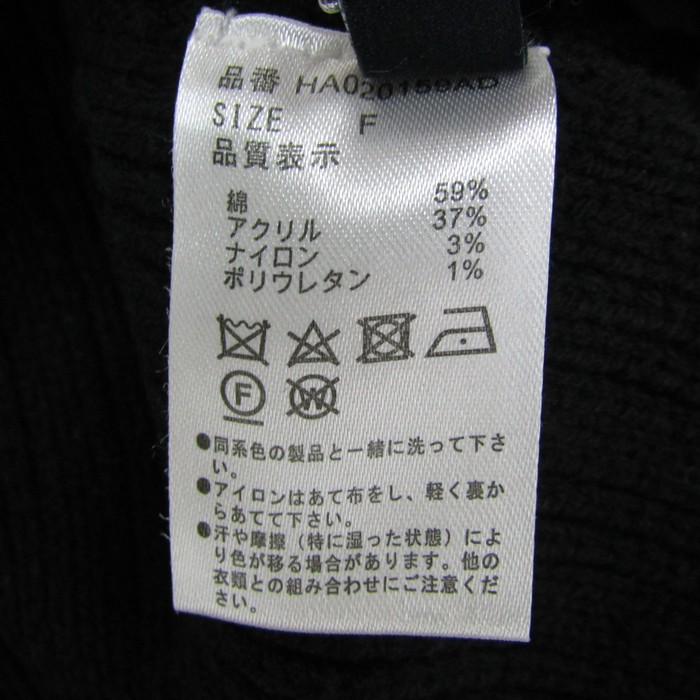 品番 HA020159AB
SIZE F
品質表示
綿 59%
アクリル 37%
ナイロン 3%
ポリウレタン 1%
F
W
●同系色の製品と一緒に洗って下さ
い。
●アイロンはあて布をし、軽く裏か
らあてて下さい。
●汗や摩擦（特に湿った状態）によ
り色が移る場合があります。他の
衣類との組み合わせにご注意くだ
さい。